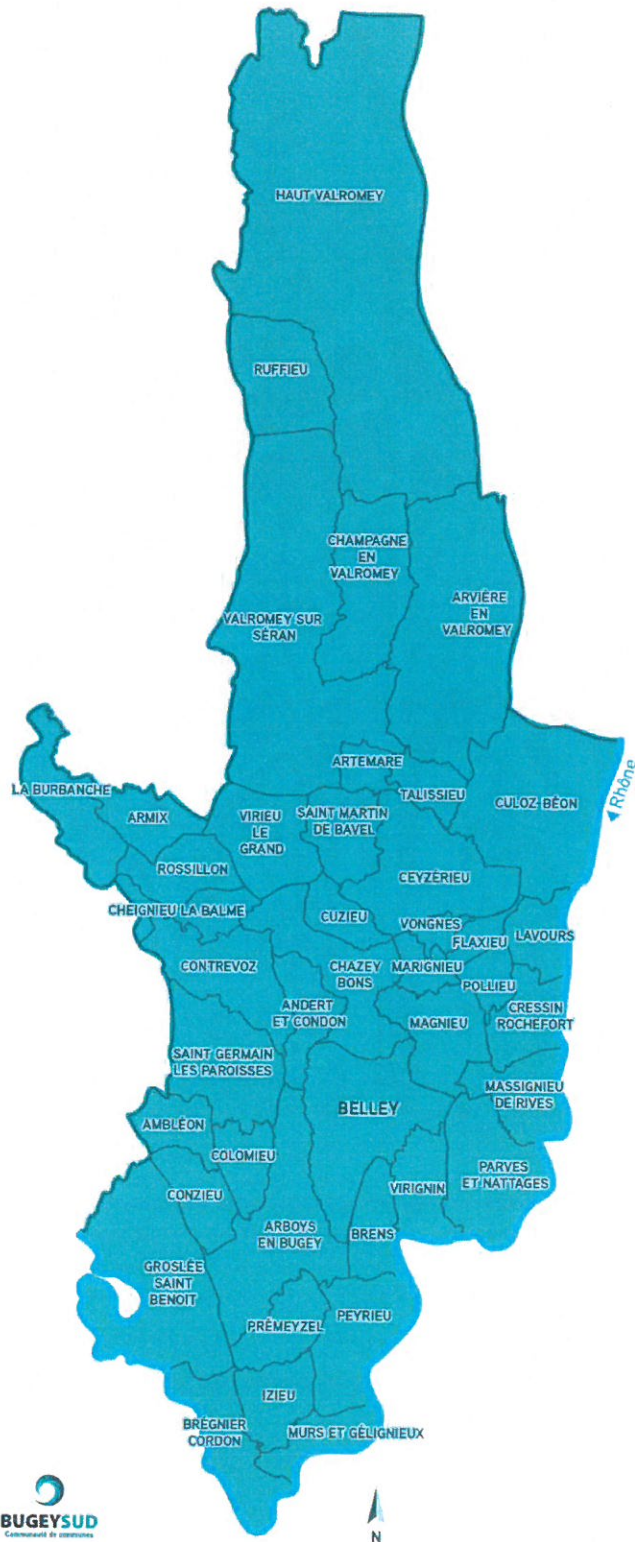 HAUT VALROMEY
RUFFIEU
CHAMPAGNE
EN
VALROMEY
ARVIÈRE
EN
VALROMEY
VALROMEY SUR
SÉRAN
ARTEMARE
TALISSIEU
CULOZ-BÉON
Rhône
LA BURBANCHE
ARMIX
VIRIEU
LE
GRAND
SAINT MARTIN
DE BAVEL
ROSSILLON
CEYZÉRIEU
CHEIGNIEU LA BALME
CUZIEU
VONGNES
FLAXIEU
LAVOURS
CONTREVOZ
CHAZEY
BONS
MARIGNIEU
POLLIEU
ANDERT
ET CONDON
MAGNIEU
CRESSIN
ROCHEFORT
SAINT GERMAIN
LES PAROISSES
MASSIGNIEU
DE RIVES
BELLEY
AMBLÉON
COLOMIEU
PARVES
ET NATTAGES
CONZIEU
VIRIGNIN
ARBOYS
EN BUGEY
BRENS
GROSLÉE
SAINT
BENOIT
PEYRIEU
PRÉMEYZEL
IZIEU
BRÉGNIER
CORDON
MURS ET GÉLIGNIEUX
BUGEYSUD
Communauté de communes
N